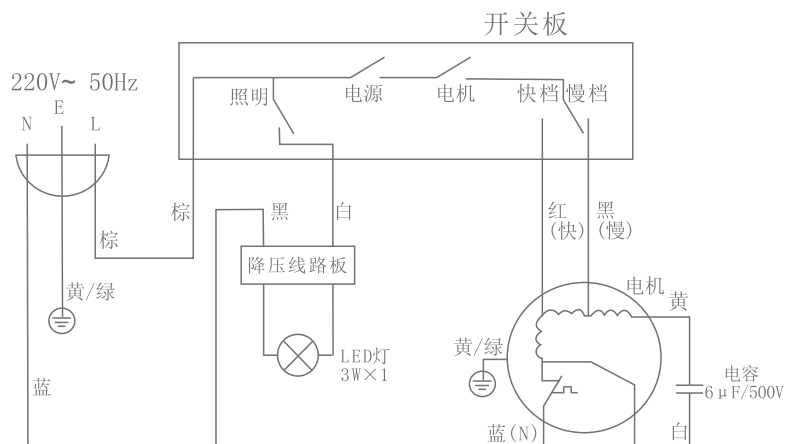 开关板
220V~ 50Hz
E
N
L
照明
电源
电机
快档
慢档
棕
黑
白
红
(快)
黑
(慢)
棕
降压线路板
黄/绿
电机
黄
黄/绿
LED灯
3W×1
电容
6μF/500V
蓝
蓝(N)
白